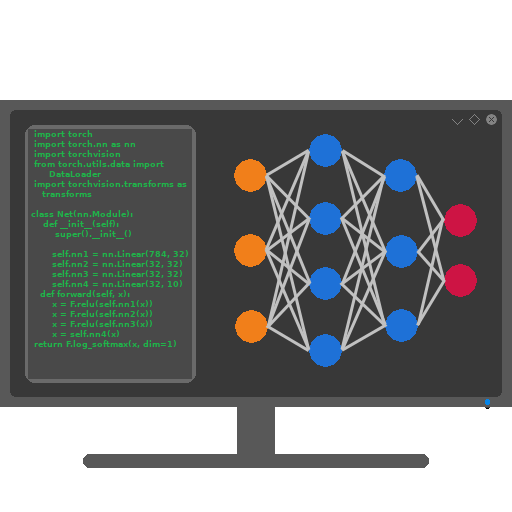 import torch
import torch.nn as nn
import torchvision
from torch.utils.data import
DataLoader
import torchvision.transforms as
transforms
class Net(nn.Module):
def __init__(self):
super().__init__()
self.nn1 = nn.Linear(784, 32)
self.nn2 = nn.Linear(32, 32)
self.nn3 = nn.Linear(32, 32)
self.nn4 = nn.Linear(32, 10)
def forward(self, x):
x = F.relu(self.nn1(x))
x = F.relu(self.nn2(x))
x = F.relu(self.nn3(x))
x = self.nn4(x)
return F.log_softmax(x, dim=1)